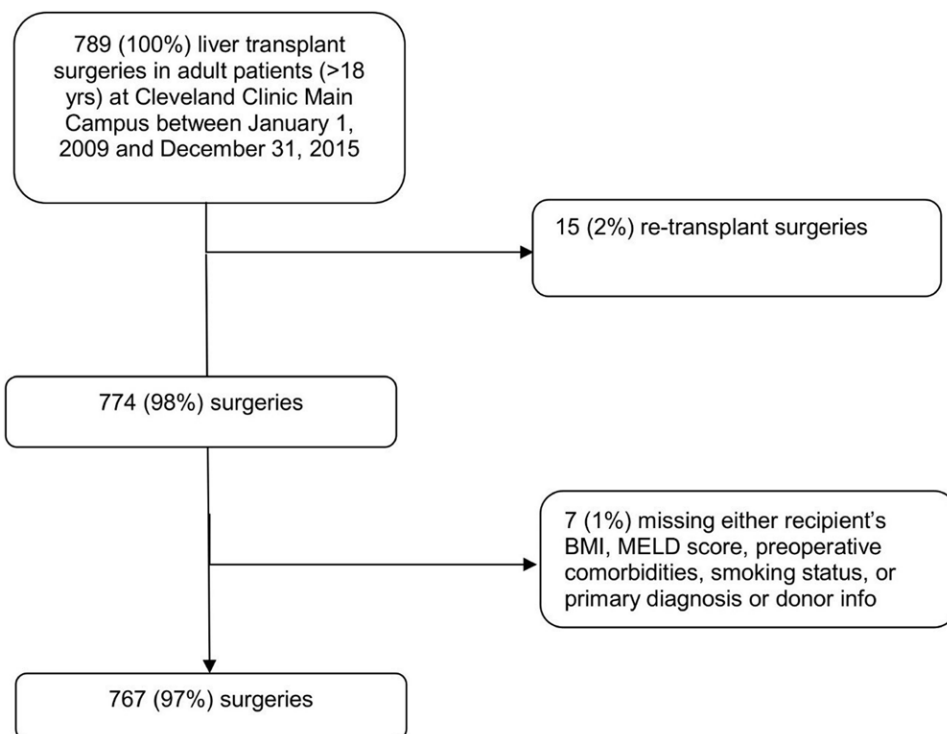 789 (100%) liver transplant
surgeries in adult patients (>18
yrs) at Cleveland Clinic Main
Campus between January 1,
2009 and December 31, 2015
15 (2%) re-transplant surgeries
774 (98%) surgeries
7 (1%) missing either recipient's
BMI, MELD score, preoperative
comorbidities, smoking status, or
primary diagnosis or donor info
767 (97%) surgeries